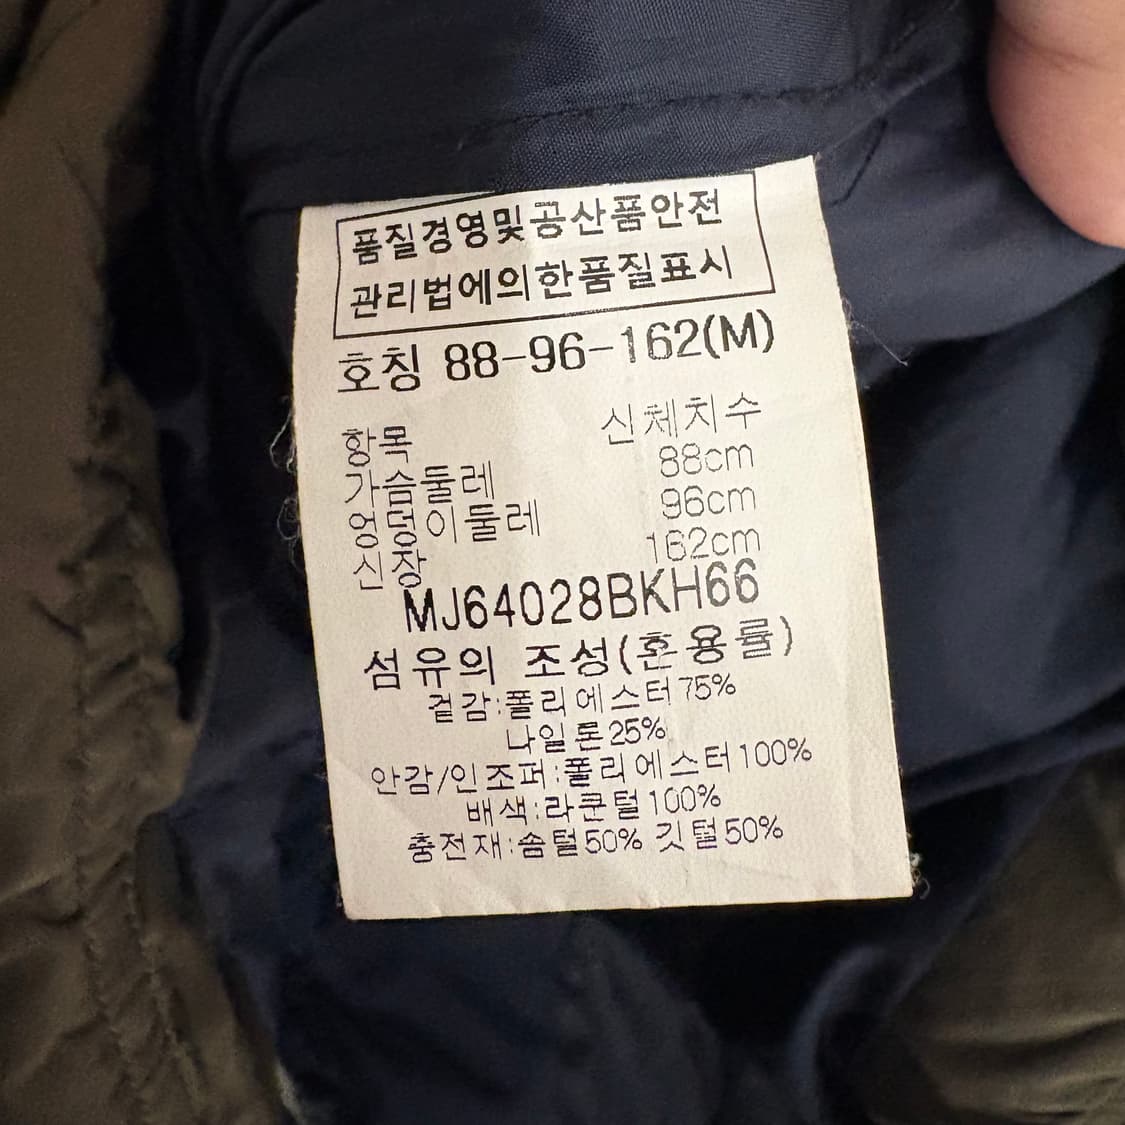 품질경영및공산품안전
관리법에의한품질표시
호칭 88-96-162(M)
항목 신체치수
가슴둘레 88cm
엉덩이둘레 96cm
신장 162cm
MJ64028BKH66
섬유의 조성(혼용률)
겉감:폴리에스터75%
나일론25%
안감/인조퍼:폴리에스터100%
배색:라쿤털100%
충전재:솜털50% 깃털50%